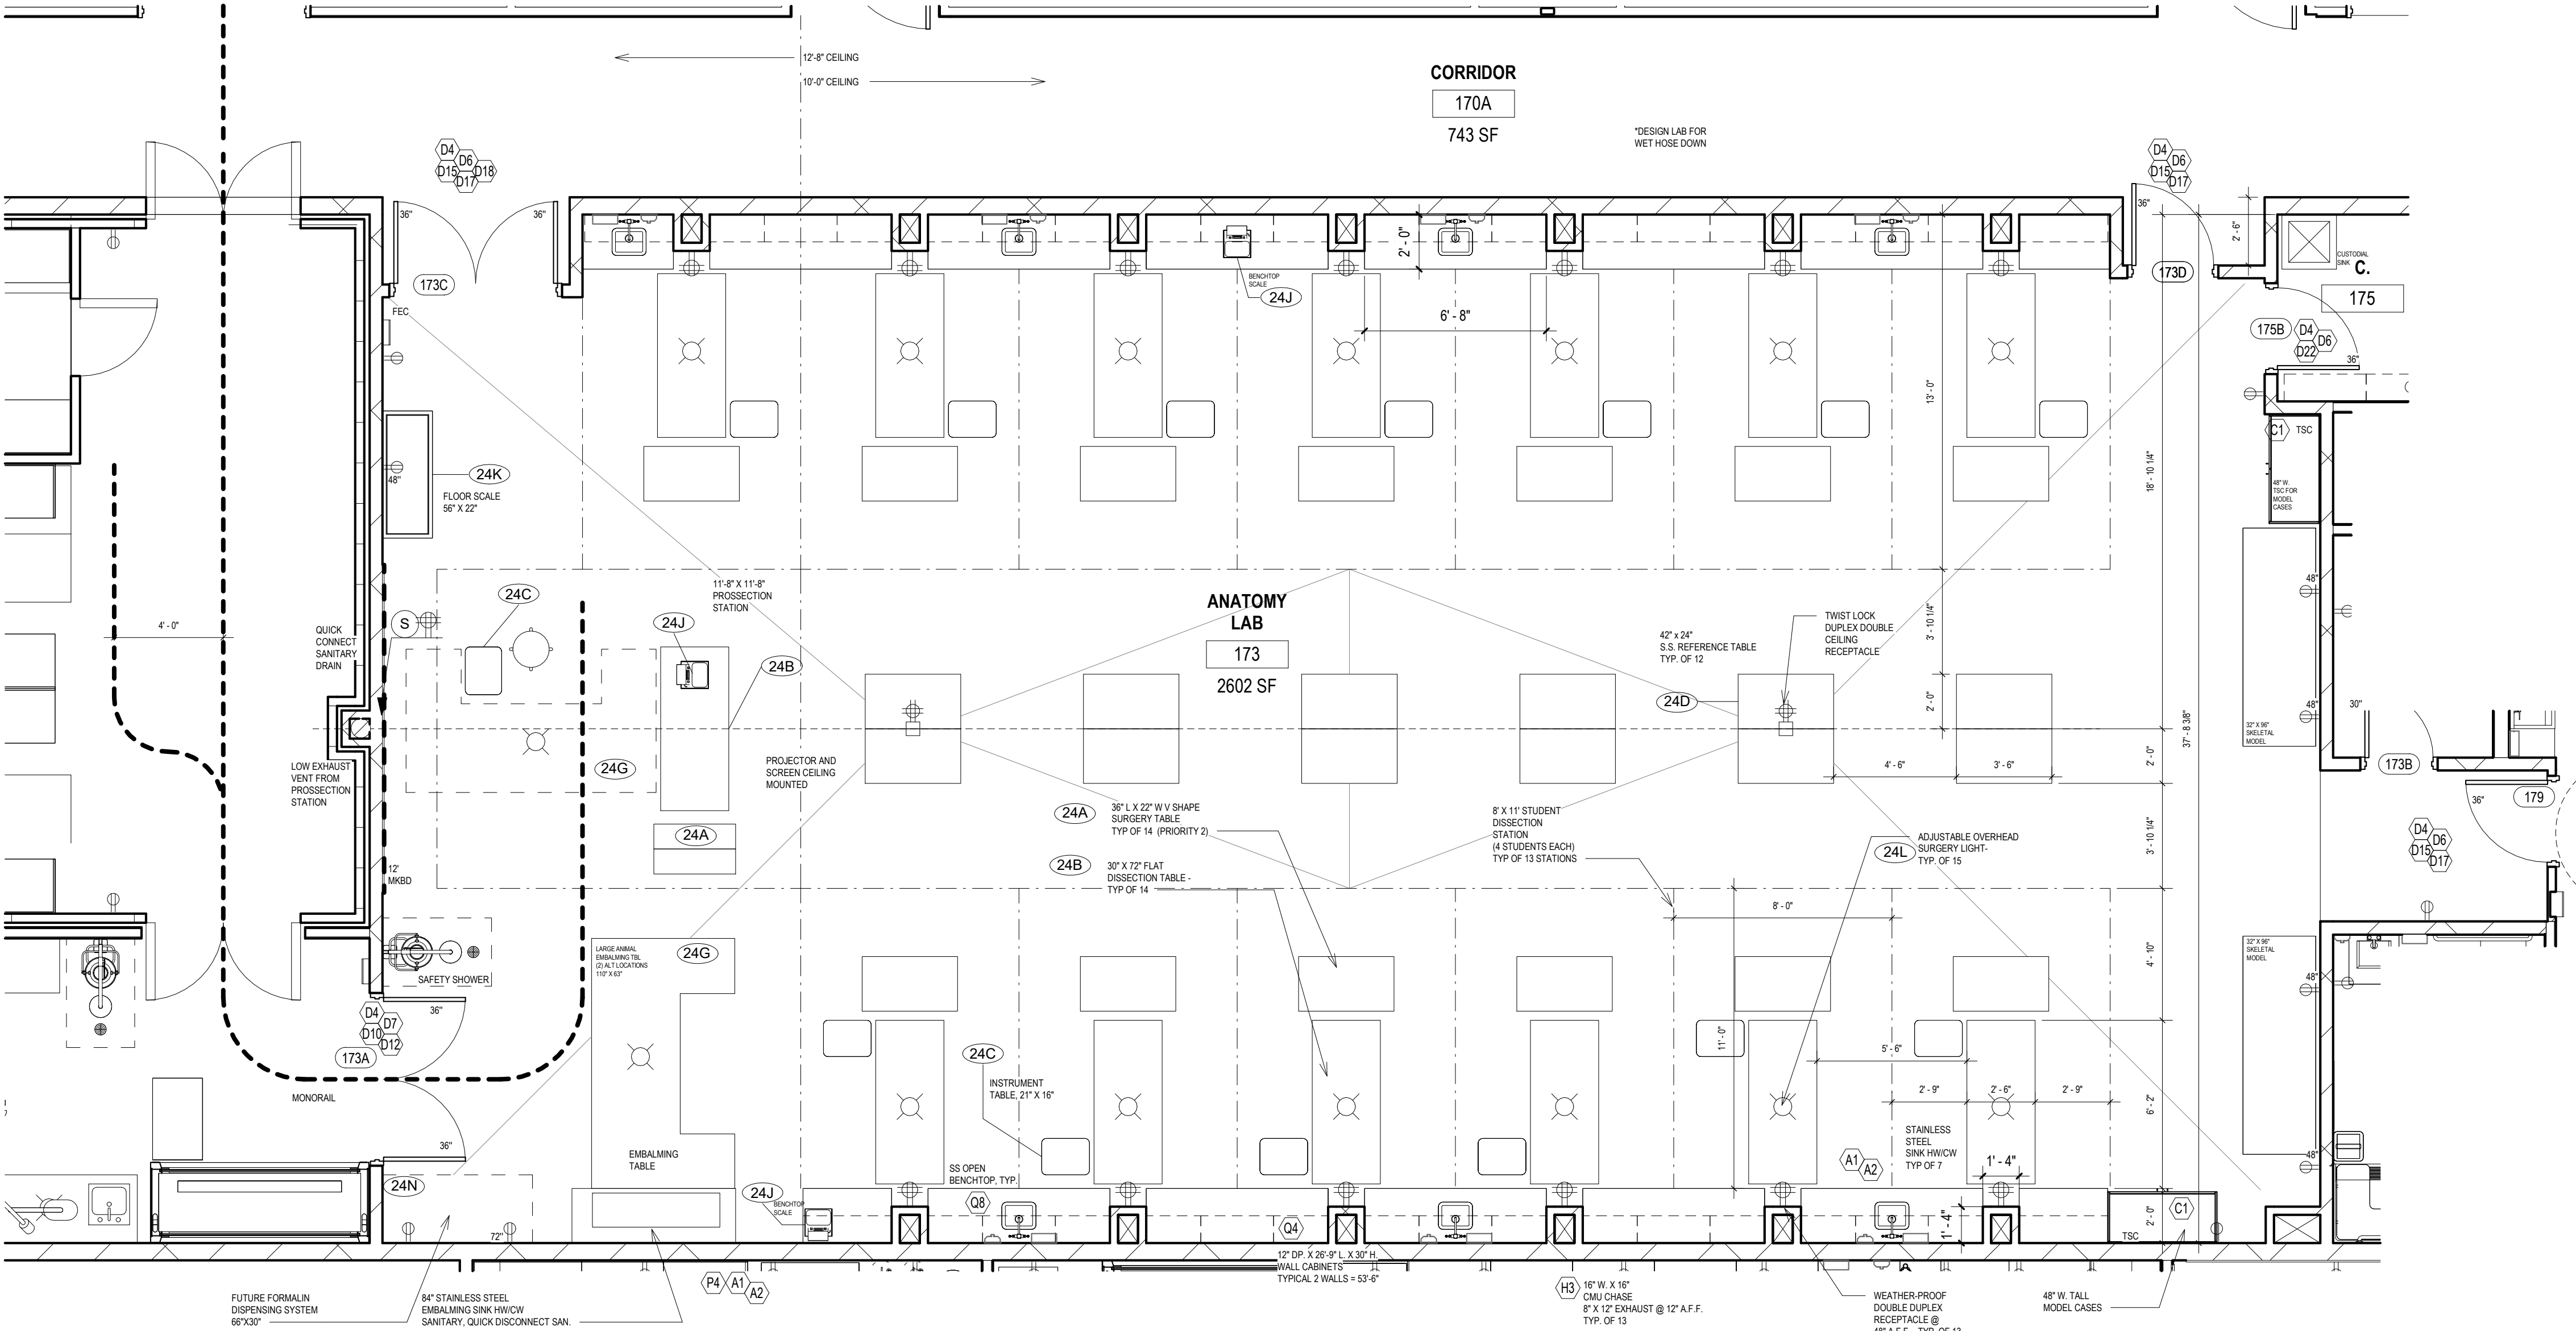 12'-8" CEILING
10'-0" CEILING
CORRIDOR
170A
743 SF
"DESIGN LAB FOR
WET HOSE DOWN
D4
D6
D15
D18
D17
D4
D6
D15
D17
36"
36"
36"
173C
FEC
2' - 0"
BENCHTOP
SCALE
24J
6' - 8"
173D
2' - 6"
CUSTODIAL
SINK
C.
175
175B
D4
D6
D22
36"
13' - 0"
18' - 10 1/4"
C1
TSC
48" W.
TSC FOR
MODEL
CASES
24K
48"
FLOOR SCALE
56" X 22"
4' - 0"
QUICK
CONNECT
SANITARY
DRAIN
S
24C
11'-8" X 11'-8"
PROSSECTION
STATION
24J
24B
ANATOMY
LAB
173
2602 SF
42" x 24"
S.S. REFERENCE TABLE
TYP. OF 12
24D
TWIST LOCK
DUPLEX DOUBLE
CEILING
RECEPTACLE
3' - 10 1/4"
2' - 0"
48"
48"
30"
32" X 96"
SKELETAL
MODEL
37' - 8 3/8"
2' - 0"
LOW EXHAUST
VENT FROM
PROSSECTION
STATION
24G
PROJECTOR AND
SCREEN CEILING
MOUNTED
4' - 6"
3' - 6"
173B
36"
179
24A
24A
36" L X 22" W V SHAPE
SURGERY TABLE
TYP OF 14 (PRIORITY 2)
24B
30" X 72" FLAT
DISSECTION TABLE -
TYP OF 14
8' X 11' STUDENT
DISSECTION
STATION
(4 STUDENTS EACH)
TYP OF 13 STATIONS
24L
ADJUSTABLE OVERHEAD
SURGERY LIGHT-
TYP. OF 15
3' - 10 1/4"
D4
D6
D15
D17
12'
MKBD
8' - 0"
4' - 10"
SAFETY SHOWER
LARGE ANIMAL
EMBALMING TBL
(2) ALT LOCATIONS
110" X 63"
24G
32" X 96"
SKELETAL
MODEL
48"
48"
D4
D7
D10
D12
36"
173A
MONORAIL
36"
24C
INSTRUMENT
TABLE, 21" X 16"
11' - 0"
5' - 6"
2' - 9"
2' - 6"
2' - 9"
6' - 2"
EMBALMING
TABLE
SS OPEN
BENCHTOP, TYP.
STAINLESS
STEEL
SINK HW/CW
TYP OF 7
A1
A2
1' - 4"
24N
24J
BENCHTOP
SCALE
Q8
Q4
1' - 4"
2' - 0"
C1
TSC
72"
12" DP. X 26'-9" L. X 30" H.
WALL CABINETS
TYPICAL 2 WALLS = 53'-6"
P4
A1
A2
FUTURE FORMALIN
DISPENSING SYSTEM
66"X30"
84" STAINLESS STEEL
EMBALMING SINK HW/CW
SANITARY, QUICK DISCONNECT SAN.
H3
16" W. X 16"
CMU CHASE
8" X 12" EXHAUST @ 12" A.F.F.
TYP. OF 13
WEATHER-PROOF
DOUBLE DUPLEX
RECEPTACLE @
48" A.F.F. - TYP. OF 13
48" W. TALL
MODEL CASES